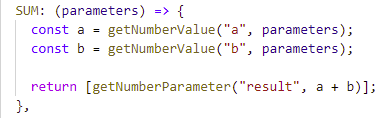 SUM: (parameters) => {
  const a = getNumberValue("a", parameters);
  const b = getNumberValue("b", parameters);

  return [getNumberParameter("result", a + b)];
},